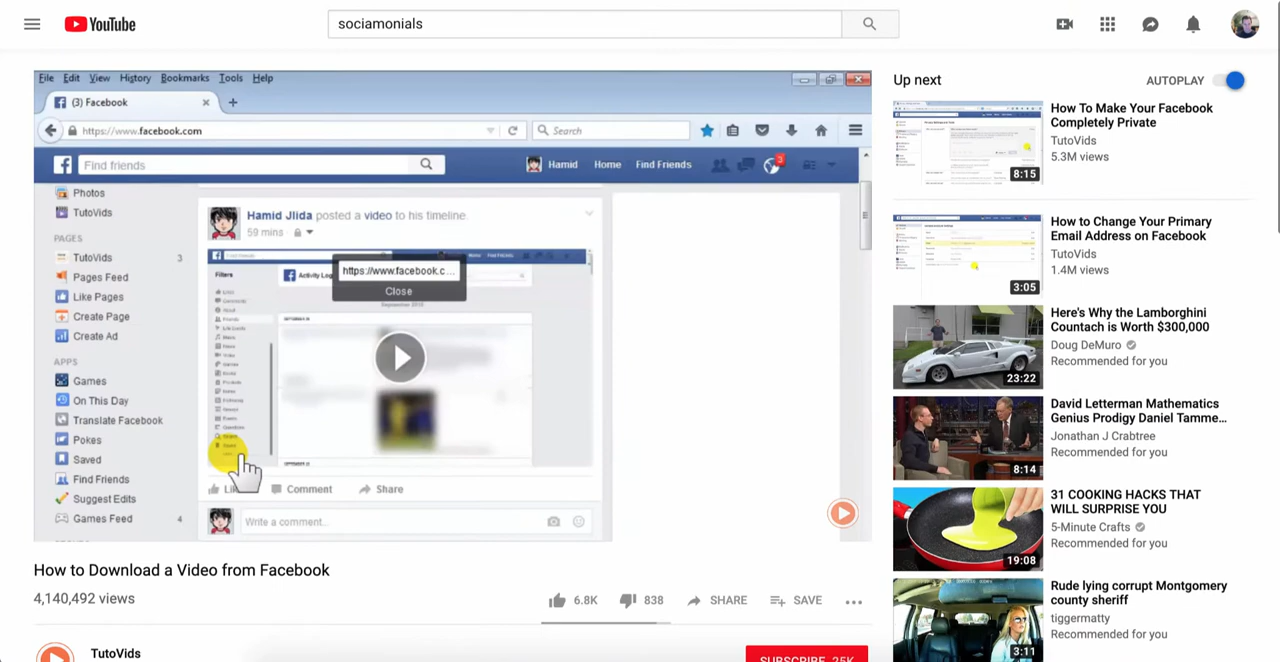 YouTube
sociamonials
File Edit View History Bookmarks Tools Help
(3) Facebook
https://www.facebook.com
Search
Find friends
Hamid Home Find Friends
3
Photos
TutoVids
PAGES
TutoVids 3
Pages Feed
Like Pages
Create Page
Create Ad
APPS
Games
On This Day
Translate Facebook
Pokes
Saved
Find Friends
Suggest Edits
Games Feed 4
Hamid Jlida posted a video to his timeline.
59 mins
Filters
Activity Log
https://www.facebook.c...
Close
Comment Share
Write a comment...
How to Download a Video from Facebook
4,140,492 views
6.8K 838 SHARE SAVE
TutoVids
SUBSCRIBE 25K
Up next AUTOPLAY
How To Make Your Facebook
Completely Private
TutoVids
5.3M views
8:15
How to Change Your Primary
Email Address on Facebook
TutoVids
1.4M views
3:05
Here's Why the Lamborghini
Countach is Worth $300,000
Doug DeMuro
Recommended for you
23:22
David Letterman Mathematics
Genius Prodigy Daniel Tamme...
Jonathan J Crabtree
Recommended for you
8:14
31 COOKING HACKS THAT
WILL SURPRISE YOU
5-Minute Crafts
Recommended for you
19:08
Rude lying corrupt Montgomery
county sheriff
tiggermatty
Recommended for you
3:11